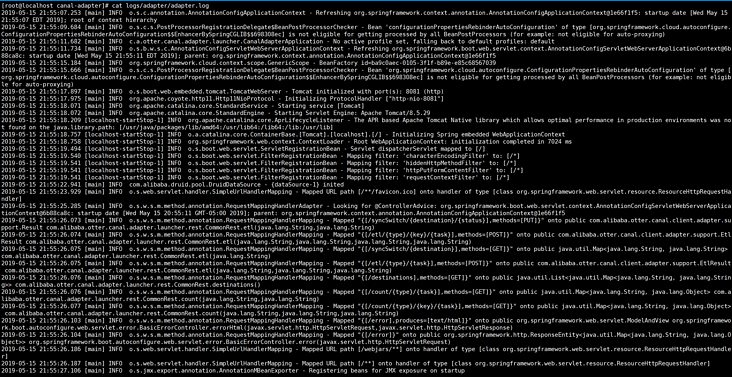 [root@localhost canal-adapter]# cat logs/adapter/adapter.log
2019-05-15 21:55:07.253 [main] INFO  o.s.c.annotation.AnnotationConfigApplicationContext - Refreshing org.springframework.context.annotation.AnnotationConfigApplicationContext@1e66f1f5: startup date [Wed May 15
21:55:07 EDT 2019]; root of context hierarchy
2019-05-15 21:55:09.504 [main] INFO  o.s.c.s.PostProcessorRegistrationDelegate$BeanPostProcessorChecker - Bean 'org.springframework.cloud.autoconfigure.ConfigurationPropertiesRebinderAutoConfiguration' of type [org.springframework.cloud.autoconfigure.
ConfigurationPropertiesRebinderAutoConfiguration$$EnhancerBySpringCGLIB$$ is not eligible for getting processed by all BeanPostProcessors (for example: not eligible for auto-proxying)
2019-05-15 21:55:11.682 [main] INFO  c.a.otter.canal.adapter.launcher.CanalAdapterApplication - No active profile set, falling back to default profiles: default
2019-05-15 21:55:11.734 [main] INFO  o.s.b.w.s.c.AnnotationConfigServletWebServerApplicationContext - Refreshing org.springframework.boot.web.servlet.context.AnnotationConfigServletWebServerApplicationContext@6b
88ca8c: startup date [Wed May 15 21:55:11 EDT 2019]; parent: org.springframework.context.annotation.AnnotationConfigApplicationContext@1e66f1f5
2019-05-15 21:55:15.184 [main] INFO  org.springframework.cloud.context.scope.GenericScope - BeanFactory
2019-05-15 21:55:15.666 [main] INFO  o.s.c.s.PostProcessorRegistrationDelegate$BeanPostProcessorChecker - Bean 'org.springframework.cloud.autoconfigure.ConfigurationPropertiesRebinderAutoConfiguration' of type [
org.springframework.cloud.autoconfigure.ConfigurationPropertiesRebinderAutoConfiguration$$EnhancerBySpringCGLIB$$ is not eligible for getting processed by all BeanPostProcessors (for example: not eligible
for auto-proxying)
2019-05-15 21:55:17.897 [main] INFO  o.s.boot.web.embedded.tomcat.TomcatWebServer - Tomcat initialized with port(s): 8081 (http)
2019-05-15 21:55:17.975 [main] INFO  org.apache.coyote.http11.Http11NioProtocol - Initializing ProtocolHandler ["http-nio-8081"]
2019-05-15 21:55:18.071 [main] INFO  org.apache.catalina.core.StandardService - Starting service [Tomcat]
2019-05-15 21:55:18.072 [main] INFO  org.apache.catalina.core.StandardEngine - Starting Servlet Engine: Apache Tomcat/8.5.29
2019-05-15 21:55:18.209 [localhost-startStop-1] INFO  o.a.catalina.core.AprLifecycleListener - The APR based Apache Tomcat Native library which allows optimal performance in production environments was no
t found on the java.library.path: [/usr/java/packages/lib/amd64:/usr/lib64:/lib64:/lib:/usr/lib]
2019-05-15 21:55:18.757 [localhost-startStop-1] INFO  o.a.c.core.ContainerBase.[Tomcat].[localhost].[/] - Initializing Spring embedded WebApplicationContext
2019-05-15 21:55:18.758 [localhost-startStop-1] INFO  org.springframework.web.context.ContextLoader - Root WebApplicationContext: initialization completed in 7024 ms
2019-05-15 21:55:19.494 [localhost-startStop-1] INFO  o.s.boot.web.servlet.ServletRegistrationBean - Servlet dispatcherServlet mapped to [/]
2019-05-15 21:55:19.540 [localhost-startStop-1] INFO  o.s.boot.web.servlet.FilterRegistrationBean - Mapping filter: 'characterEncodingFilter' to: [/*]
2019-05-15 21:55:19.541 [localhost-startStop-1] INFO  o.s.boot.web.servlet.FilterRegistrationBean - Mapping filter: 'hiddenHttpMethodFilter' to: [/*]
2019-05-15 21:55:19.541 [localhost-startStop-1] INFO  o.s.boot.web.servlet.FilterRegistrationBean - Mapping filter: 'httpPutFormContentFilter' to: [/*]
2019-05-15 21:55:19.541 [localhost-startStop-1] INFO  o.s.boot.web.servlet.FilterRegistrationBean - Mapping filter: 'requestContextFilter' to: [/*]
2019-05-15 21:55:22.941 [main] INFO  com.alibaba.druid.pool.DruidDataSource - {dataSource-1} inited
2019-05-15 21:55:23.929 [main] INFO  o.s.web.servlet.handler.SimpleUrlHandlerMapping - Mapped URL path [/**/favicon.ico] onto handler of type [class org.springframework.web.servlet.resource.ResourceHttpRequestHand
ler]
2019-05-15 21:55:25.285 [main] INFO  o.s.w.s.m.method.annotation.RequestMappingHandlerAdapter - Looking for @ControllerAdvice: org.springframework.boot.web.servlet.context.AnnotationConfigServletWebServerApplica
tionContext@6b88ca8c: startup date [Wed May 15 20:55:11 GMT-05:00 2019]; parent: org.springframework.context.annotation.AnnotationConfigApplicationContext@1e66f1f5
2019-05-15 21:55:26.073 [main] INFO  o.s.w.s.m.method.annotation.RequestMappingHandlerMapping - Mapped "{[/syncSwitch/{destination}/{status}],methods=[PUT]}" onto public com.alibaba.otter.canal.client.adapter.su
pport.Result com.alibaba.otter.canal.adapter.launcher.rest.CommonRest.etl(java.lang.String,java.lang.String)
2019-05-15 21:55:26.074 [main] INFO  o.s.w.s.m.method.annotation.RequestMappingHandlerMapping - Mapped "{[/etl/{type}/{key}/{task}],methods=[POST]}" onto public com.alibaba.otter.canal.client.adapter.support.Etl
Result com.alibaba.otter.canal.adapter.launcher.rest.CommonRest.etl(java.lang.String,java.lang.String,java.lang.String,java.lang.String)
2019-05-15 21:55:26.075 [main] INFO  o.s.w.s.m.method.annotation.RequestMappingHandlerMapping - Mapped "{[/syncSwitch/{destination}],methods=[GET]}" onto public java.util.Map<java.lang.String, java.lang.String>
com.alibaba.otter.canal.adapter.launcher.rest.CommonRest.etl(java.lang.String)
2019-05-15 21:55:26.075 [main] INFO  o.s.w.s.m.method.annotation.RequestMappingHandlerMapping - Mapped "{[/etl/{type}/{task}],methods=[POST]}" onto public com.alibaba.otter.canal.client.adapter.support.EtlResult
com.alibaba.otter.canal.adapter.launcher.rest.CommonRest.etl(java.lang.String,java.lang.String,java.lang.String)
2019-05-15 21:55:26.075 [main] INFO  o.s.w.s.m.method.annotation.RequestMappingHandlerMapping - Mapped "{[/destinations],methods=[GET]}" onto public java.util.List<java.util.Map<java.lang.String, java.lang.Strin
g>> com.alibaba.otter.canal.adapter.launcher.rest.CommonRest.destinations()
2019-05-15 21:55:26.076 [main] INFO  o.s.w.s.m.method.annotation.RequestMappingHandlerMapping - Mapped "{[/count/{type}/{task}],methods=[GET]}" onto public java.util.Map<java.lang.String, java.lang.Object> com.a
libaba.otter.canal.adapter.launcher.rest.CommonRest.count(java.lang.String,java.lang.String)
2019-05-15 21:55:26.076 [main] INFO  o.s.w.s.m.method.annotation.RequestMappingHandlerMapping - Mapped "{[/count/{type}/{key}/{task}],methods=[GET]}" onto public java.util.Map<java.lang.String, java.lang.Object>
com.alibaba.otter.canal.adapter.launcher.rest.CommonRest.count(java.lang.String,java.lang.String,java.lang.String)
2019-05-15 21:55:26.103 [main] INFO  o.s.w.s.m.method.annotation.RequestMappingHandlerMapping - Mapped "{[/error],produces=[text/html]}" onto public org.springframework.web.servlet.ModelAndView org.springframewo
rk.boot.autoconfigure.web.servlet.error.BasicErrorController.errorHtml(javax.servlet.http.HttpServletRequest,javax.servlet.http.HttpServletResponse)
2019-05-15 21:55:26.104 [main] INFO  o.s.w.s.m.method.annotation.RequestMappingHandlerMapping - Mapped "{[/error]}" onto public org.springframework.http.ResponseEntity<java.util.Map<java.lang.String, java.lang.O
bject>> org.springframework.boot.autoconfigure.web.servlet.error.BasicErrorController.error(javax.servlet.http.HttpServletRequest)
2019-05-15 21:55:26.186 [main] INFO  o.s.web.servlet.handler.SimpleUrlHandlerMapping - Mapped URL path [/webjars/**] onto handler of type [class org.springframework.web.servlet.resource.ResourceHttpRequestHandle
r]
2019-05-15 21:55:26.187 [main] INFO  o.s.web.servlet.handler.SimpleUrlHandlerMapping - Mapped URL path [/**] onto handler of type [class org.springframework.web.servlet.resource.ResourceHttpRequestHandler]
2019-05-15 21:55:27.106 [main] INFO  o.s.jmx.export.annotation.AnnotationMBeanExporter - Registering beans for JMX exposure on startup